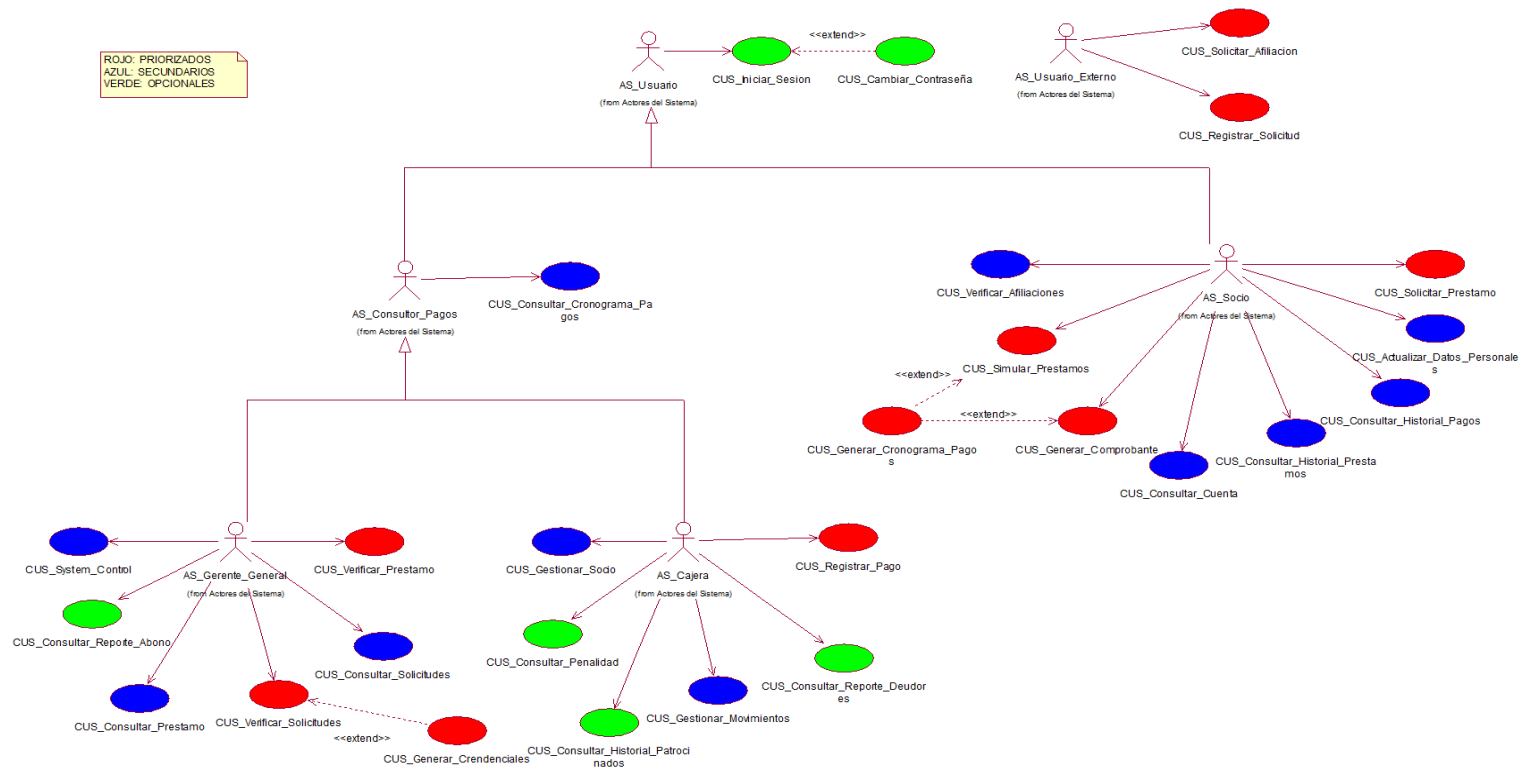 ROJO: PRIORIZADOS
AZUL: SECUNDARIOS
VERDE: OPCIONALES
AS_Usuario
(from Actores del Sistema)
CUS_Iniciar_Sesion
<<extend>>
CUS_Cambiar_Contraseña
AS_Usuario_Externo
(from Actores del Sistema)
CUS_Solicitar_Afiliacion
CUS_Registrar_Solicitud
AS_Consultor_Pagos
(from Actores del Sistema)
CUS_Consultar_Cronograma_Pa
gos
CUS_Verificar_Afiliaciones
AS_Socio
(from Actores del Sistema)
CUS_Solicitar_Prestamo
CUS_Actualizar_Datos_Personale
s
CUS_Simular_Prestamos
<<extend>>
CUS_Consultar_Historial_Pagos
<<extend>>
CUS_Generar_Cronograma_Pago
s
CUS_Generar_Comprobante
CUS_Consultar_Historial_Presta
mos
CUS_Consultar_Cuenta
CUS_System_Control
AS_Gerente_General
(from Actores del Sistema)
CUS_Verificar_Prestamo
CUS_Consultar_Reporte_Abono
CUS_Consultar_Solicitudes
CUS_Consultar_Prestamo
CUS_Verificar_Solicitudes
<<extend>>
CUS_Generar_Crendenciales
CUS_Gestionar_Socio
AS_Cajera
(from Actores del Sistema)
CUS_Registrar_Pago
CUS_Consultar_Penalidad
CUS_Consultar_Reporte_Deudor
es
CUS_Gestionar_Movimientos
CUS_Consultar_Historial_Patroci
nados